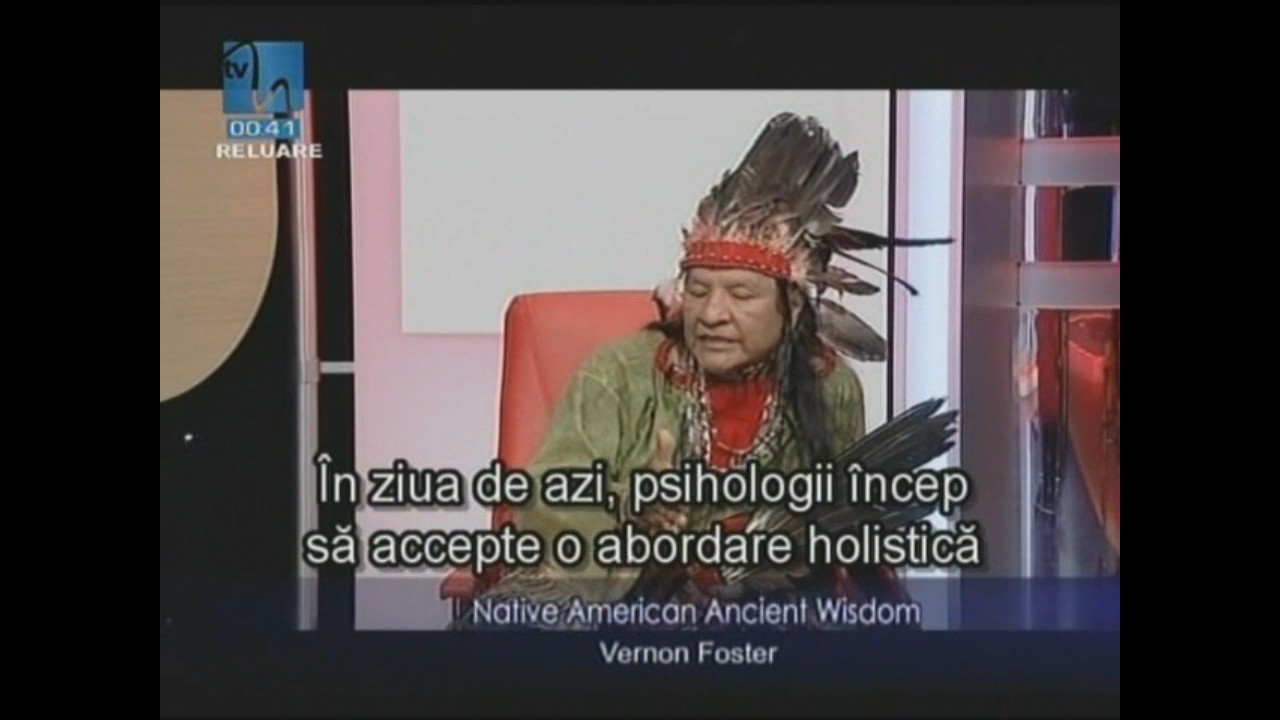 tv
00:41
RELUARE
În ziua de azi, psihologii încep
să accepte o abordare holistică
Native American Ancient Wisdom
Vernon Foster